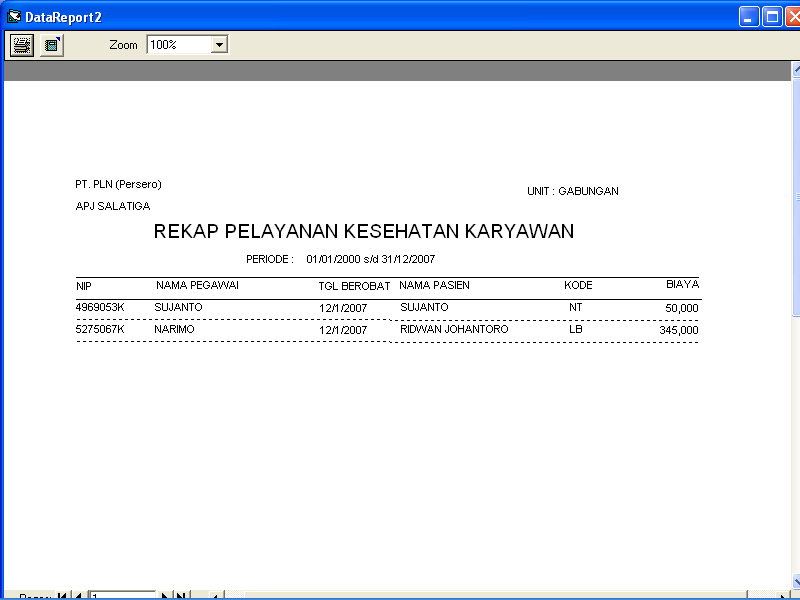 DataReport2
Zoom 100%
PT. PLN (Persero)
UNIT : GABUNGAN
APJ SALATIGA
REKAP PELAYANAN KESEHATAN KARYAWAN
PERIODE : 01/01/2000 s/d 31/12/2007
NIP NAMA PEGAWAI TGL BEROBAT NAMA PASIEN KODE BIAYA
4969053K SUJANTO 12/1/2007 SUJANTO NT 50,000
5275067K NARIMO 12/1/2007 RIDWAN JOHANTORO LB 345,000
Pages: 1